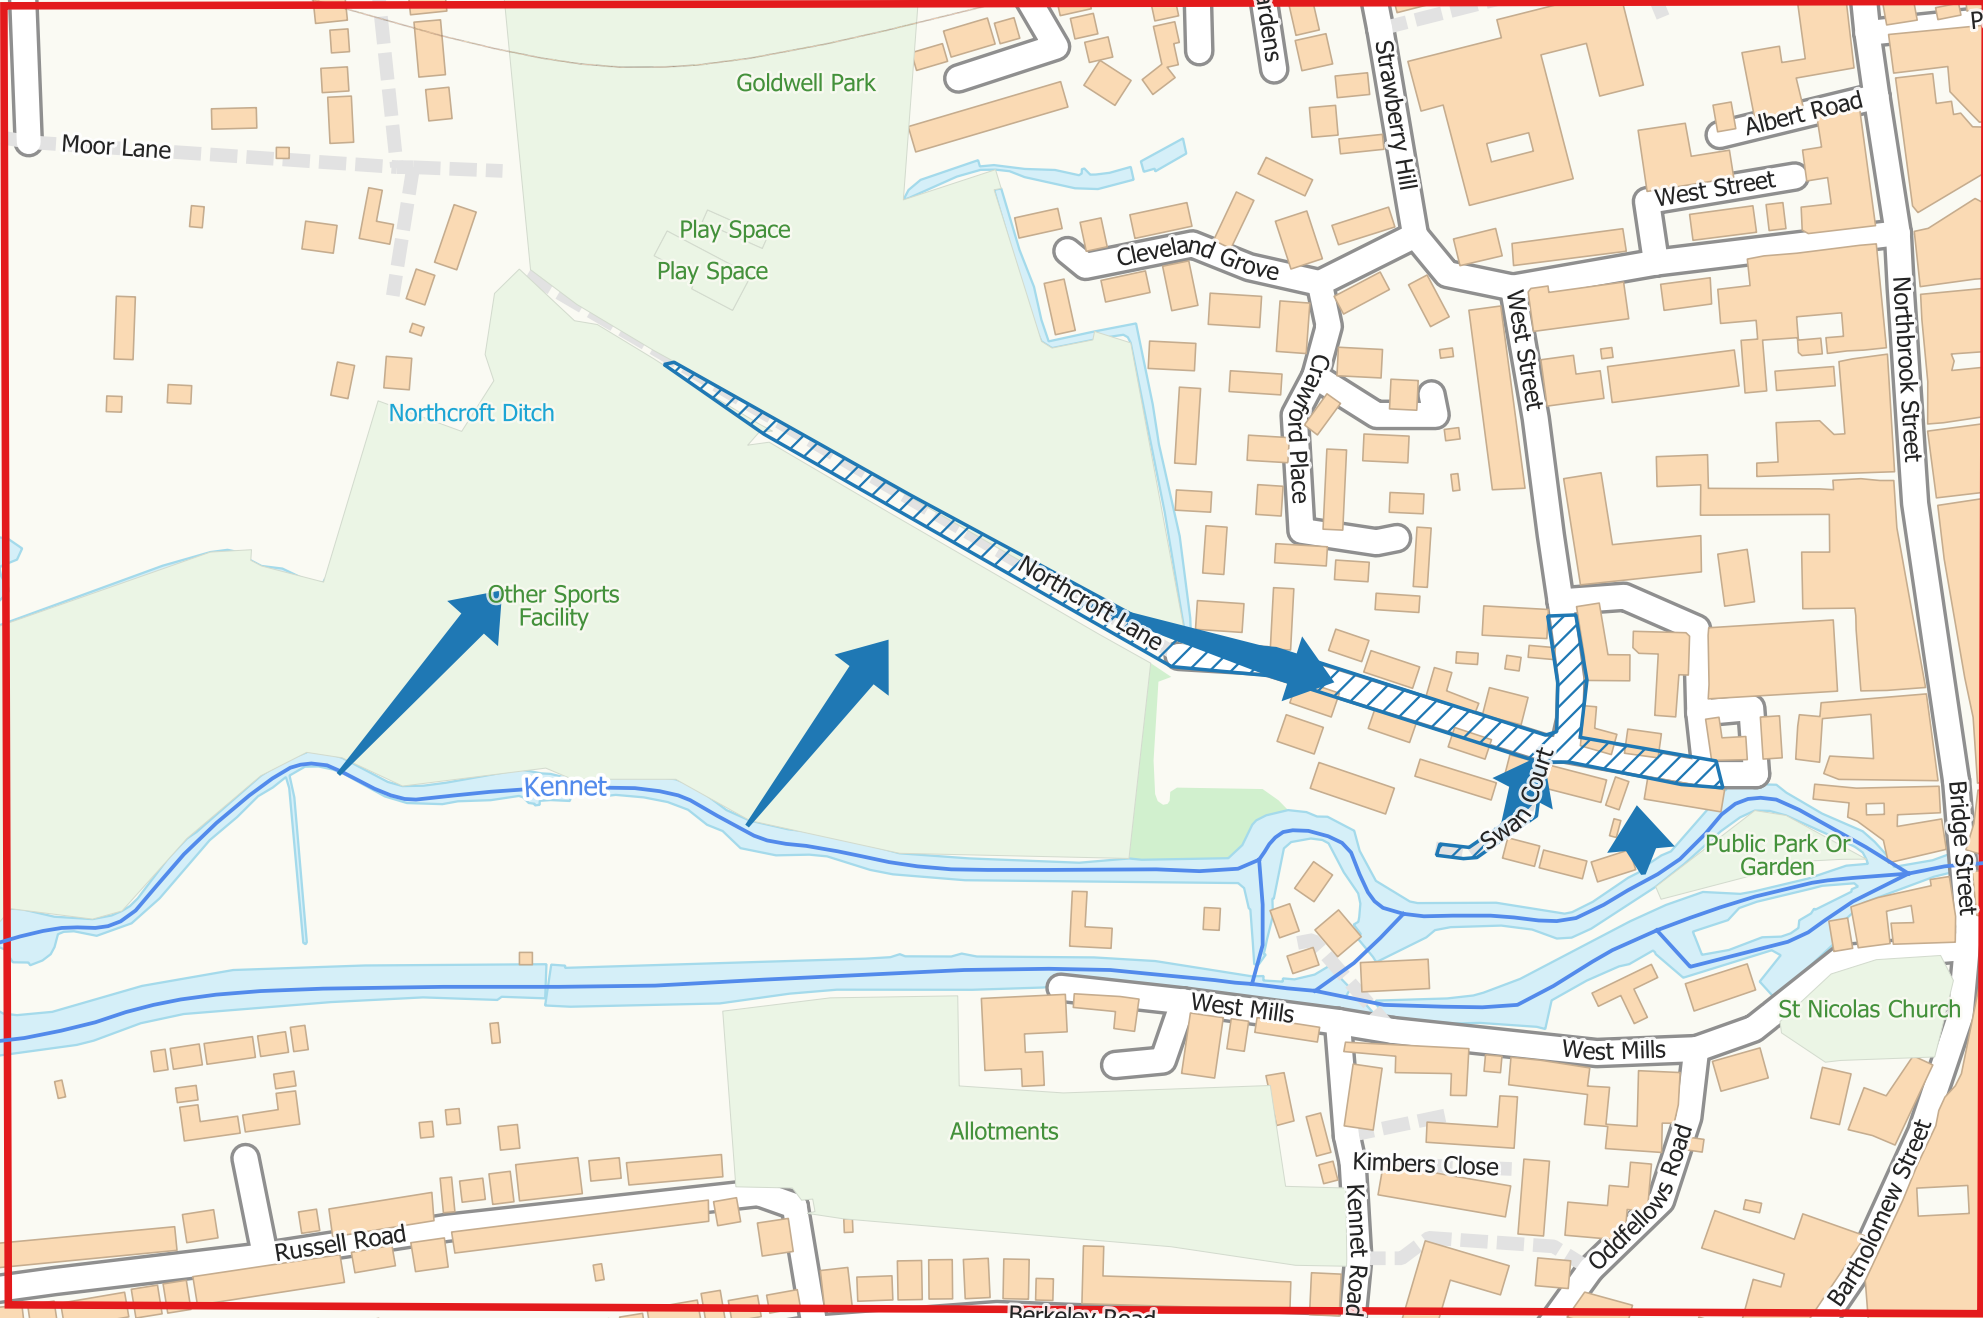 ardens
P
Goldwell Park
Strawberry Hill
Albert Road
Moor Lane
West Street
Play Space
Cleveland Grove
Play Space
Northbrook Street
West Street
Crawford Place
Northcroft Ditch
Northcroft Lane
Other Sports
Facility
Kennet
Swan Court
Bridge Street
Public Park Or
Garden
West Mills
St Nicolas Church
West Mills
Allotments
Kimbers Close
Oddfellows Road
Kennet Road
Bartholomew Street
Russell Road
Berkeley Road